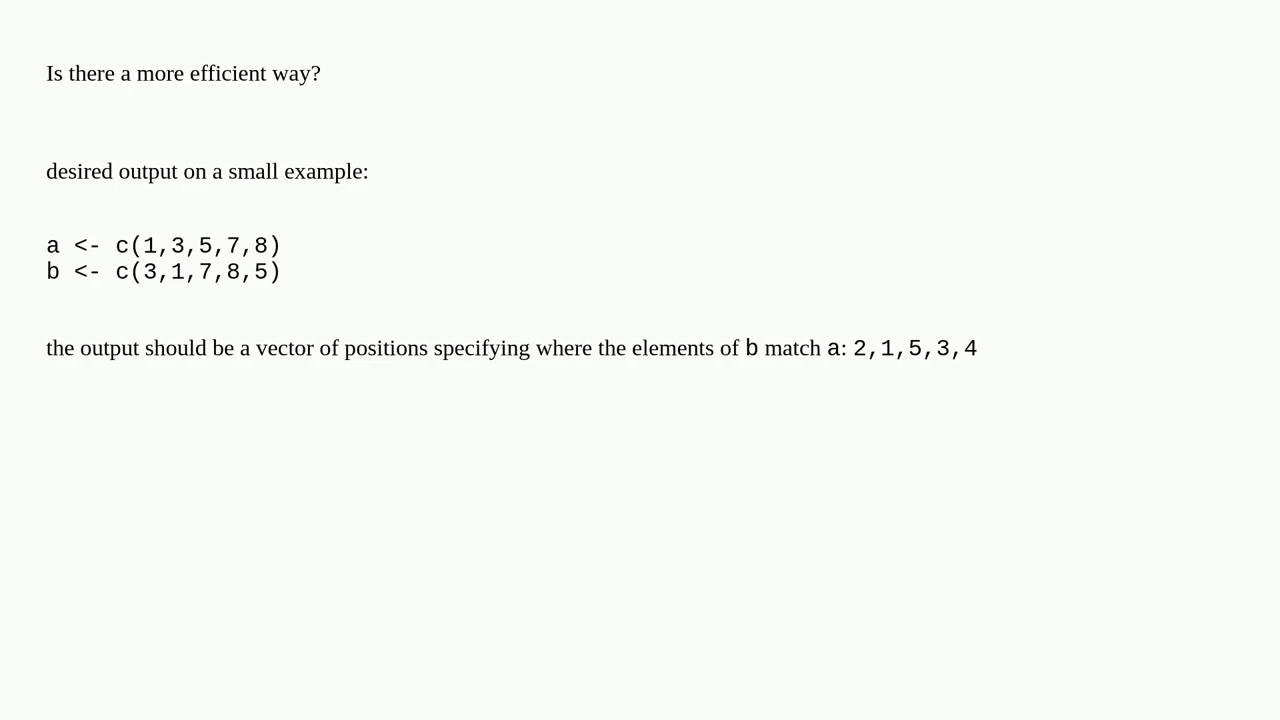 Is there a more efficient way?
desired output on a small example:
a <- c(1,3,5,7,8)
b <- c(3,1,7,8,5)
the output should be a vector of positions specifying where the elements of b match a: 2,1,5,3,4